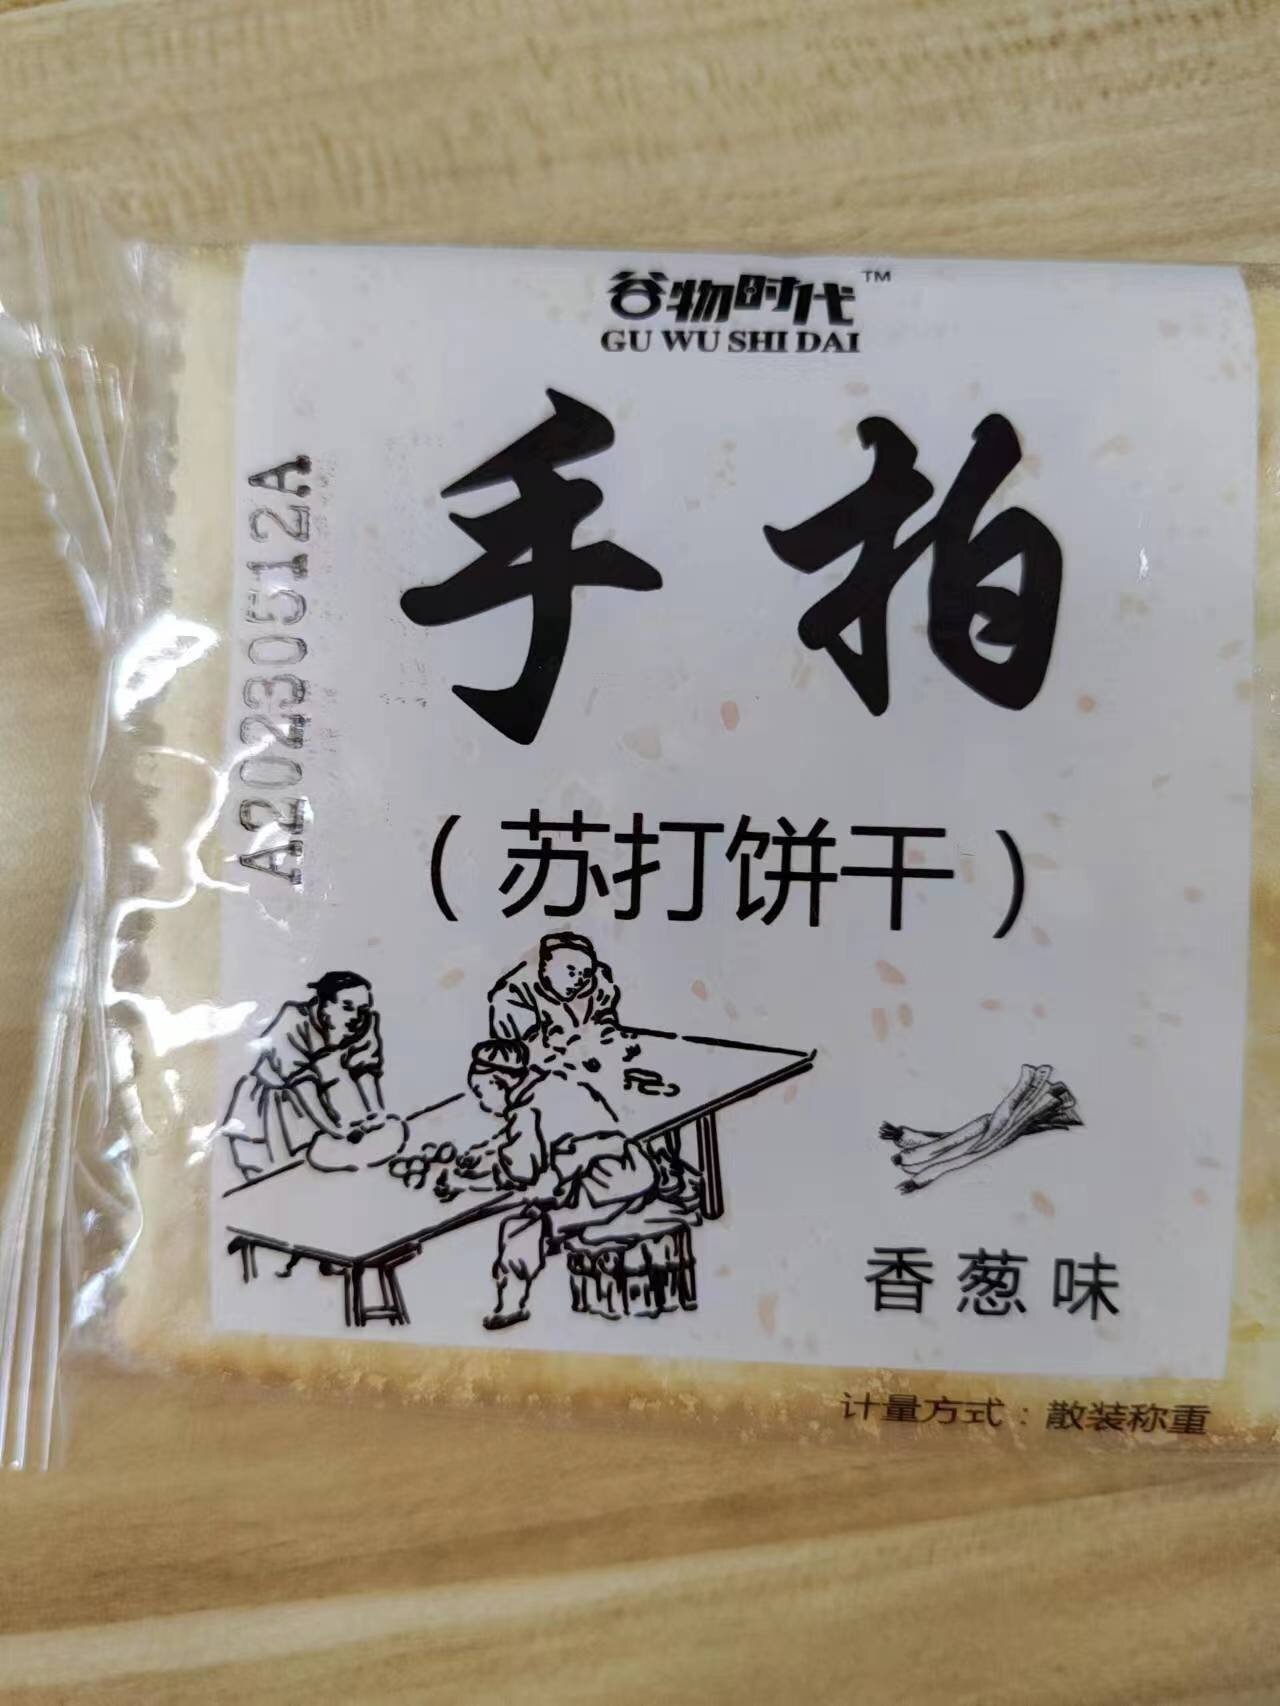 谷物时代™
GU WU SHI DAI
手拍
（苏打饼干）
A20230512A
香葱味
计量方式：散装称重